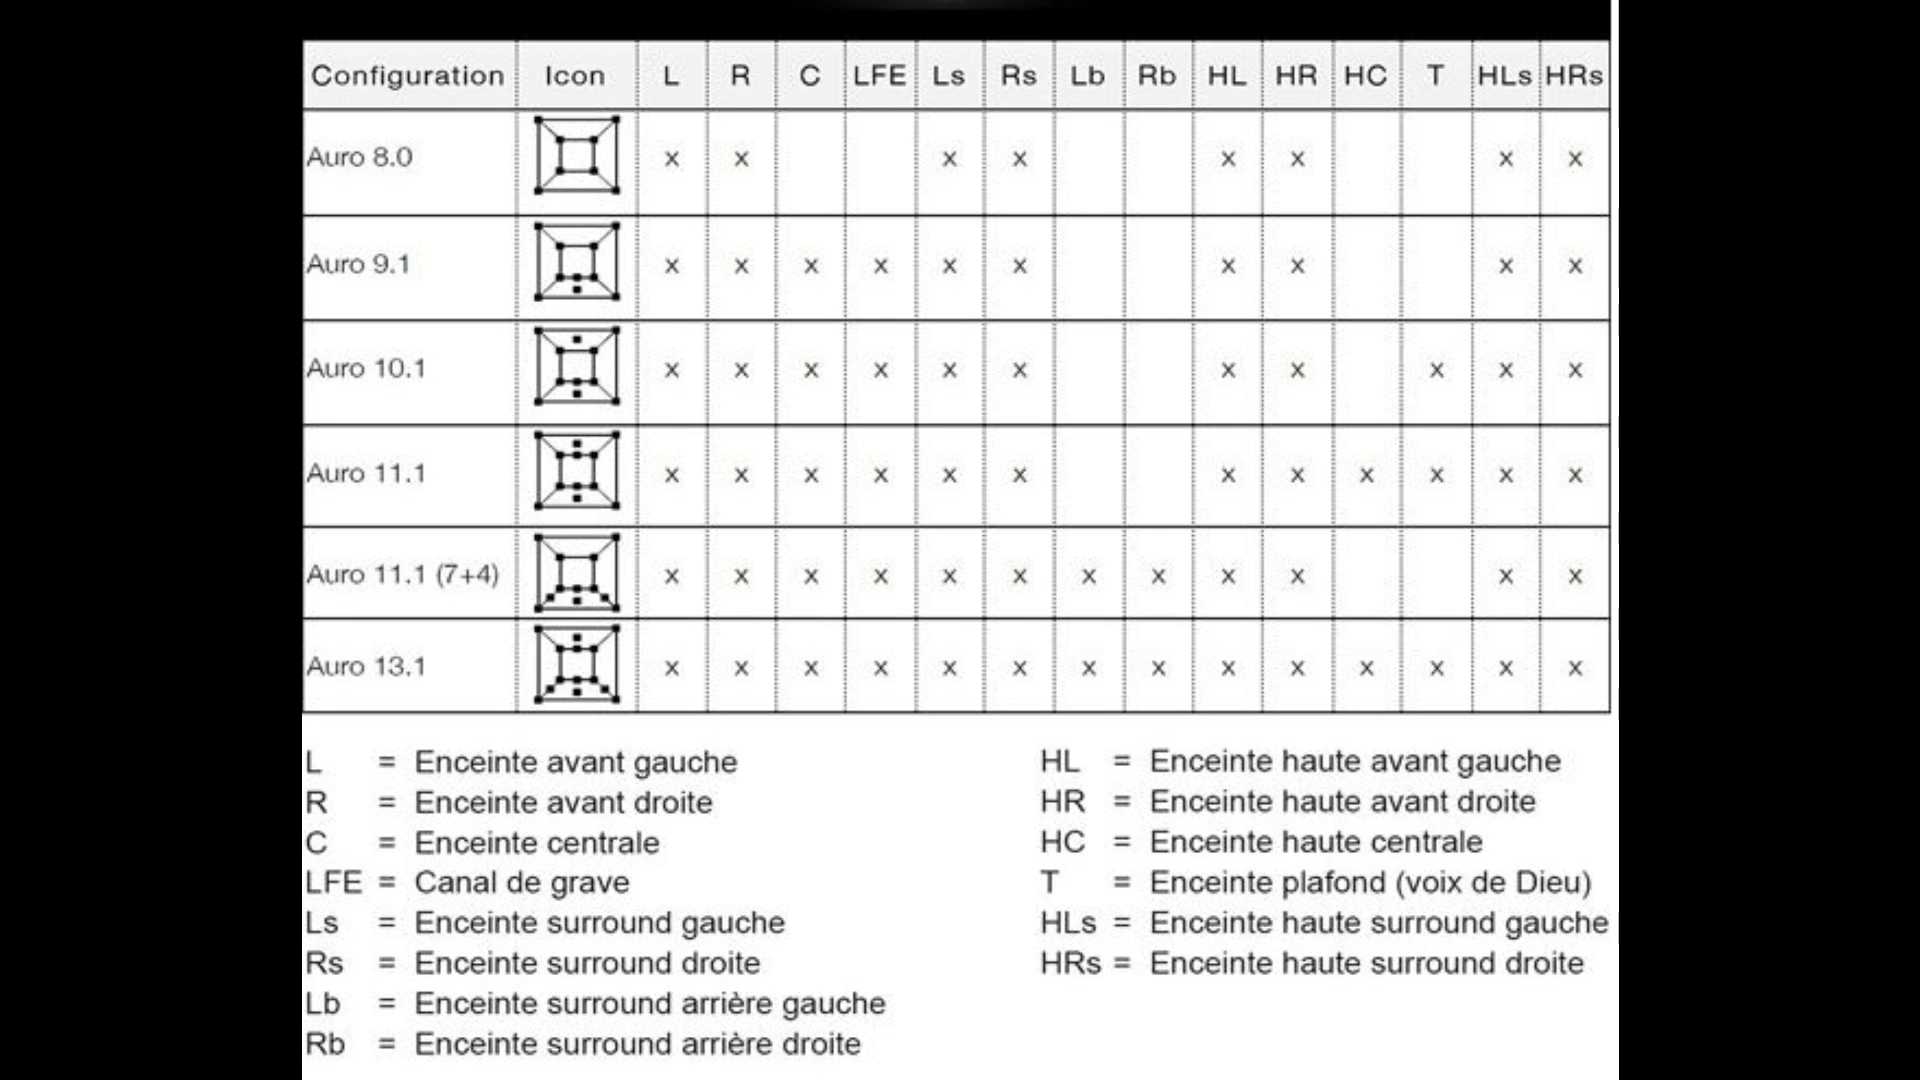 Configuration Icon L R C LFE Ls Rs Lb Rb HL HR HC T HLs HRs
Auro 8.0 x x x x x x x x
Auro 9.1 x x x x x x x x x x
Auro 10.1 x x x x x x x x x x x
Auro 11.1 x x x x x x x x x x x x
Auro 11.1 (7+4) x x x x x x x x x x x x
Auro 13.1 x x x x x x x x x x x x x x
L = Enceinte avant gauche
R = Enceinte avant droite
C = Enceinte centrale
LFE = Canal de grave
Ls = Enceinte surround gauche
Rs = Enceinte surround droite
Lb = Enceinte surround arrière gauche
Rb = Enceinte surround arrière droite
HL = Enceinte haute avant gauche
HR = Enceinte haute avant droite
HC = Enceinte haute centrale
T = Enceinte plafond (voix de Dieu)
HLs = Enceinte haute surround gauche
HRs = Enceinte haute surround droite